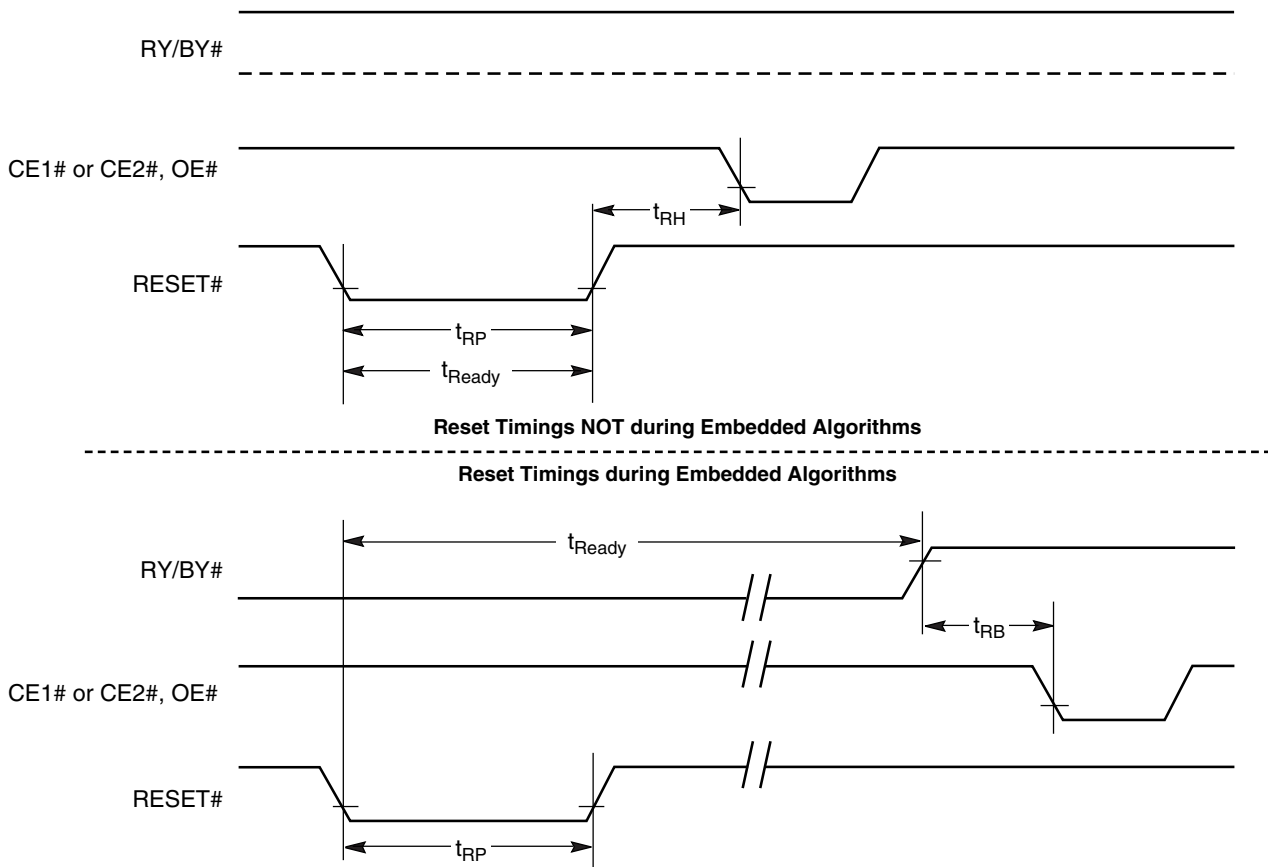 RY/BY#
CE1# or CE2#, OE#
tRH
RESET#
tRP
tReady
Reset Timings NOT during Embedded Algorithms
Reset Timings during Embedded Algorithms
tReady
RY/BY#
tRB
CE1# or CE2#, OE#
RESET#
tRP